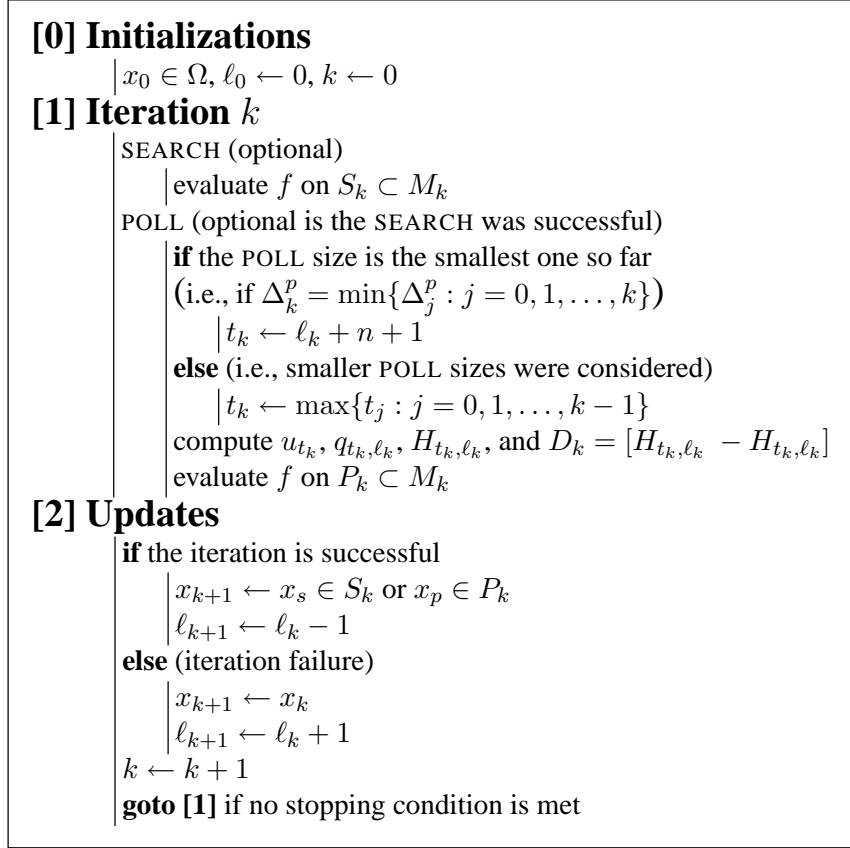 [0] Initializations
x_0 ∈ Ω, ℓ_0 ← 0, k ← 0
[1] Iteration k
SEARCH (optional)
evaluate f on S_k ⊂ M_k
POLL (optional is the SEARCH was successful)
if the POLL size is the smallest one so far
(i.e., if Δ_k^p = min{Δ_j^p : j = 0, 1, . . . , k})
t_k ← ℓ_k + n + 1
else (i.e., smaller POLL sizes were considered)
t_k ← max{t_j : j = 0, 1, . . . , k − 1}
compute u_{t_k}, q_{t_k,ℓ_k}, H_{t_k,ℓ_k}, and D_k = [H_{t_k,ℓ_k} − H_{t_k,ℓ_k}]
evaluate f on P_k ⊂ M_k
[2] Updates
if the iteration is successful
x_{k+1} ← x_s ∈ S_k or x_p ∈ P_k
ℓ_{k+1} ← ℓ_k − 1
else (iteration failure)
x_{k+1} ← x_k
ℓ_{k+1} ← ℓ_k + 1
k ← k + 1
goto [1] if no stopping condition is met